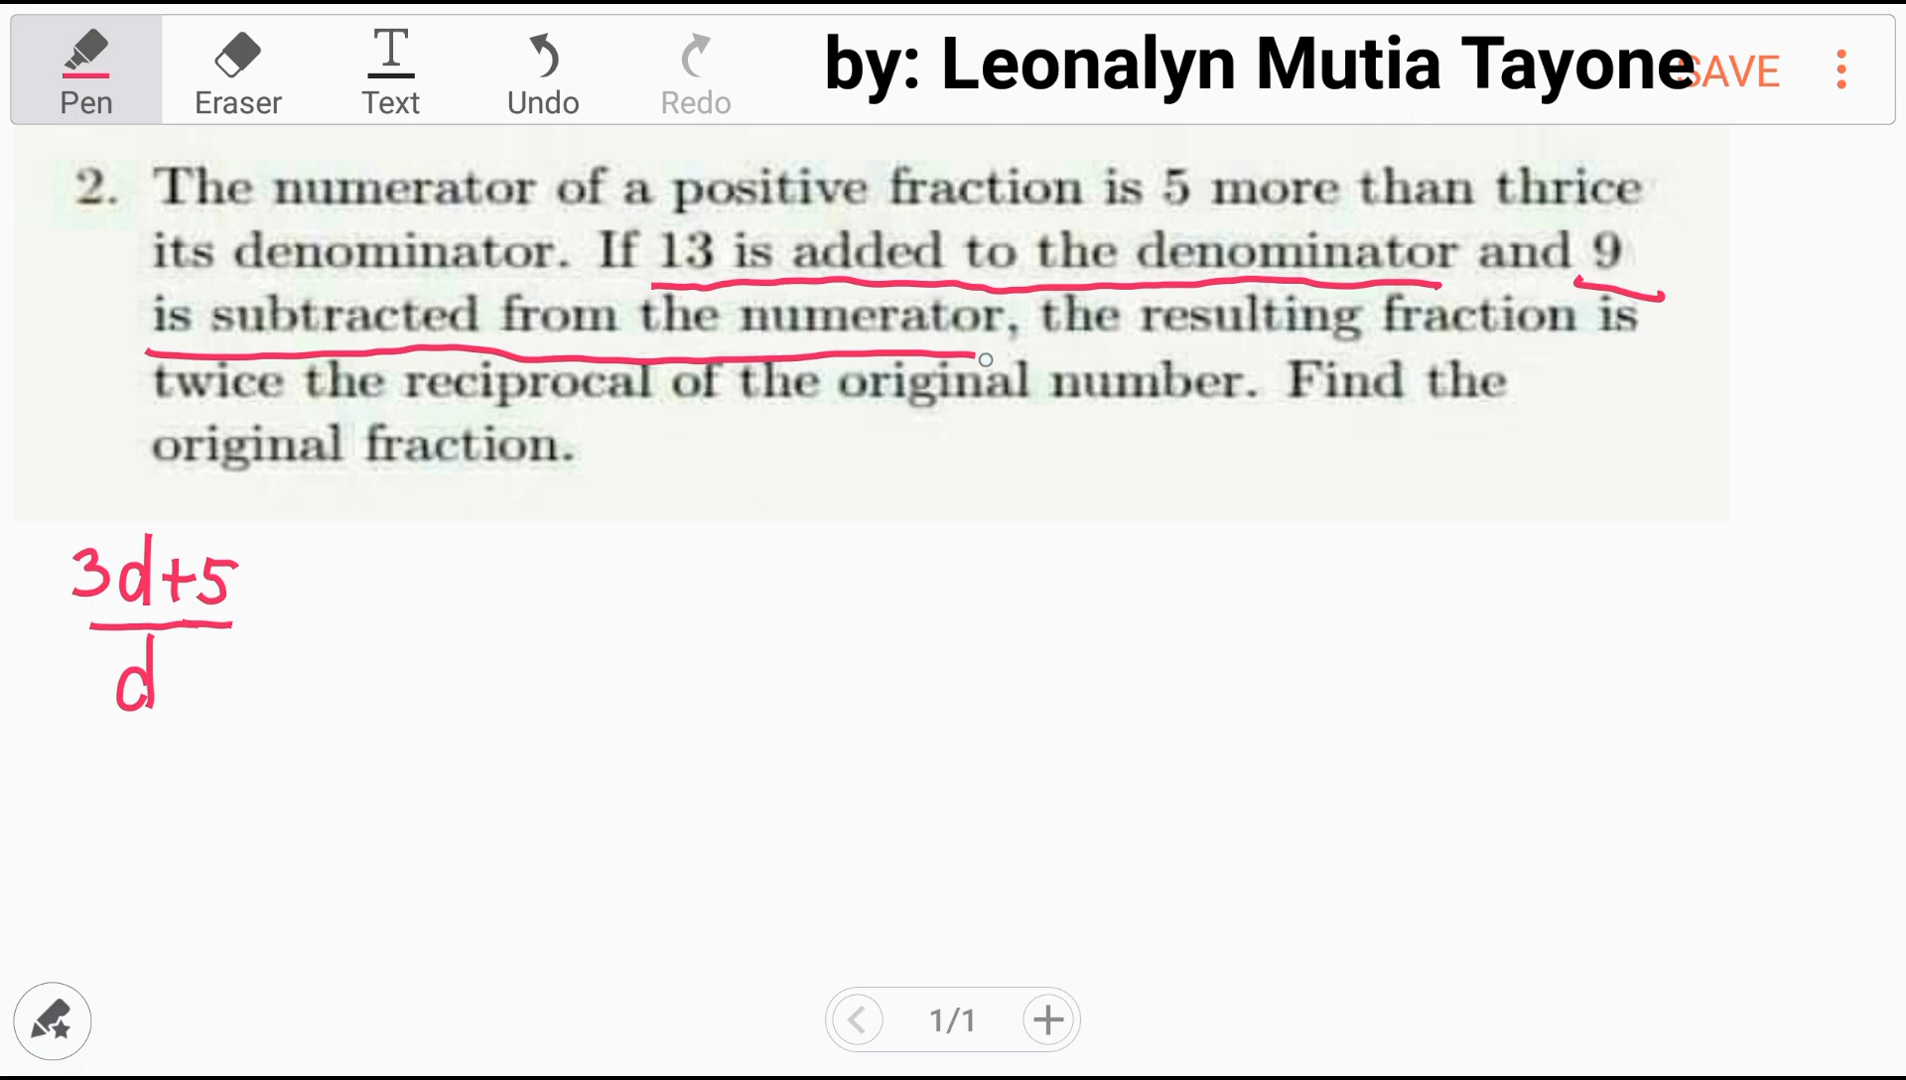 Pen
Eraser
T
Text
Undo
Redo
by: Leonalyn Mutia Tayone
SAVE
2. The numerator of a positive fraction is 5 more than thrice
its denominator. If 13 is added to the denominator and 9
is subtracted from the numerator, the resulting fraction is
twice the reciprocal of the original number. Find the
original fraction.
3d+5
d
1/1